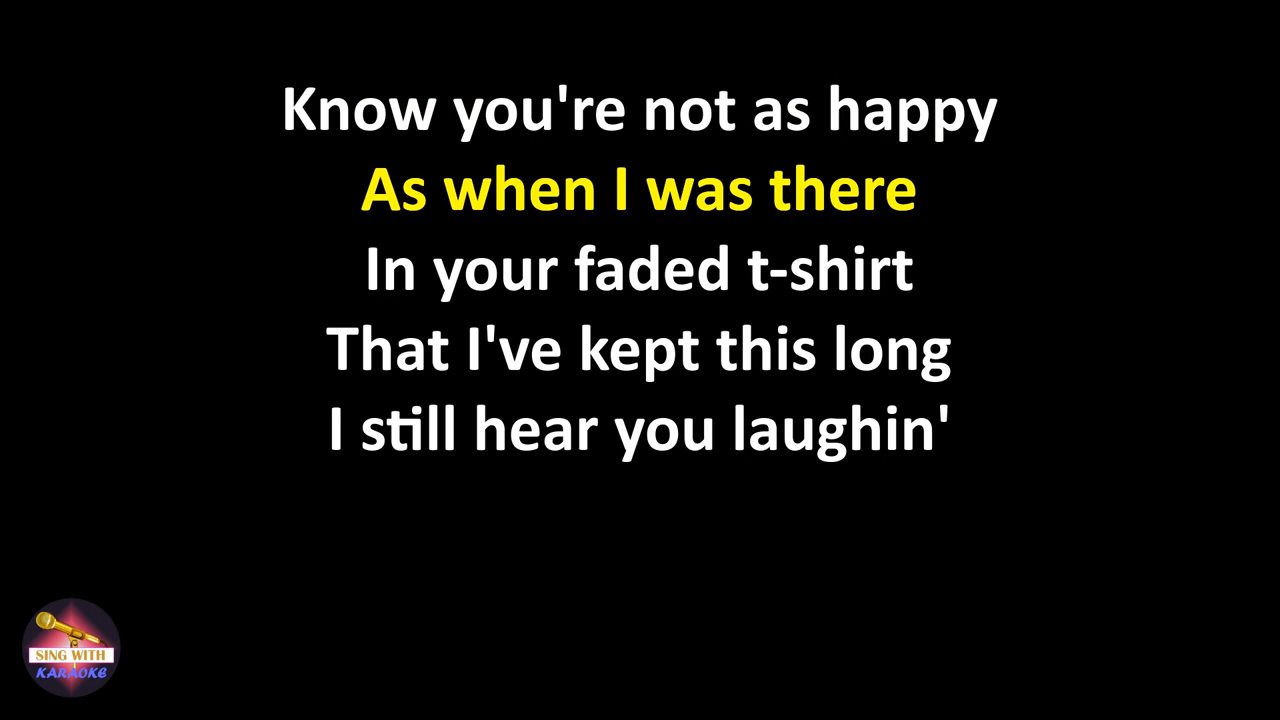 Know you're not as happy
As when I was there
In your faded t-shirt
That I've kept this long
I still hear you laughin'
SING WITH
KARAOKE